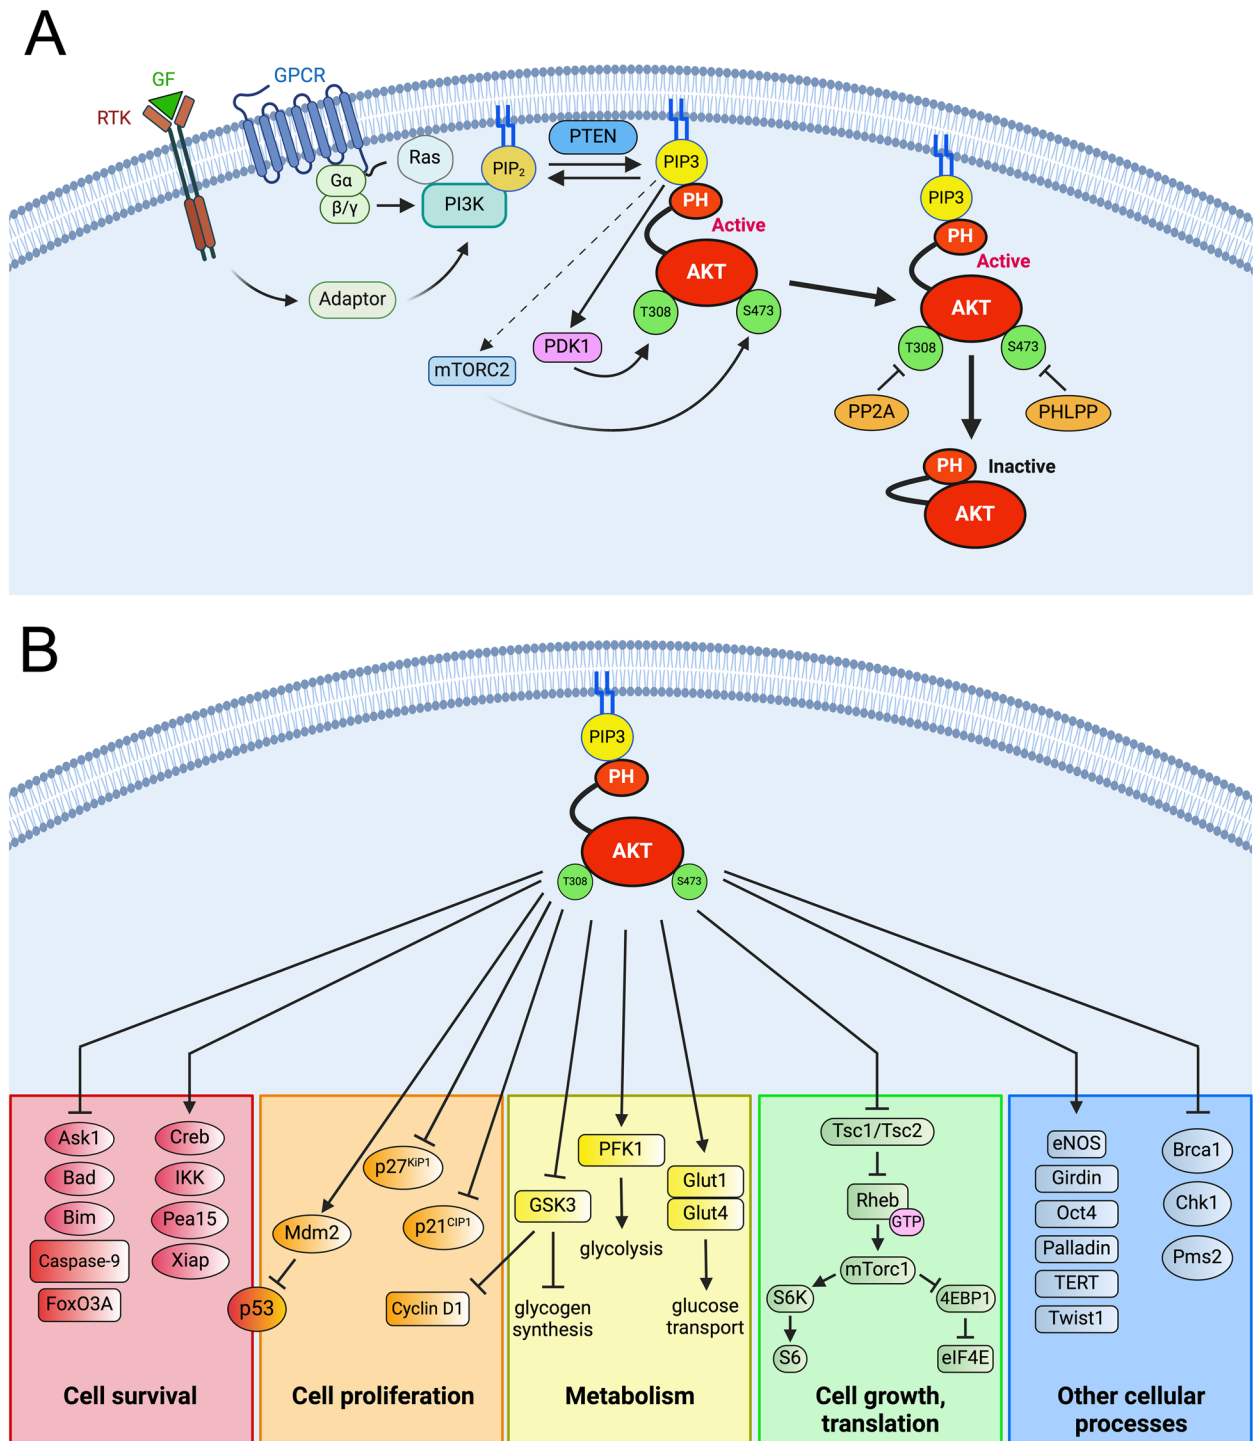 A
GF
GPCR
RTK
Gα
β/γ
Ras
PI3K
PIP₂
PTEN
PIP3
PH
Active
AKT
T308
S473
Adaptor
PDK1
mTORC2
PIP3
PH
Active
AKT
T308
S473
PP2A
PHLPP
PH
Inactive
AKT
B
PIP3
PH
AKT
T308
S473
Ask1
Bad
Bim
Caspase-9
FoxO3A
Creb
IKK
Pea15
Xiap
Cell survival
p27ᴷⁱᴾ¹
p21ᶜᴵᴾ¹
Mdm2
p53
Cyclin D1
Cell proliferation
PFK1
GSK3
Glut1
Glut4
glycolysis
glycogen
synthesis
glucose
transport
Metabolism
Tsc1/Tsc2
Rheb
GTP
mTorc1
S6K
4EBP1
S6
eIF4E
Cell growth,
translation
eNOS
Girdin
Oct4
Palladin
TERT
Twist1
Brca1
Chk1
Pms2
Other cellular
processes